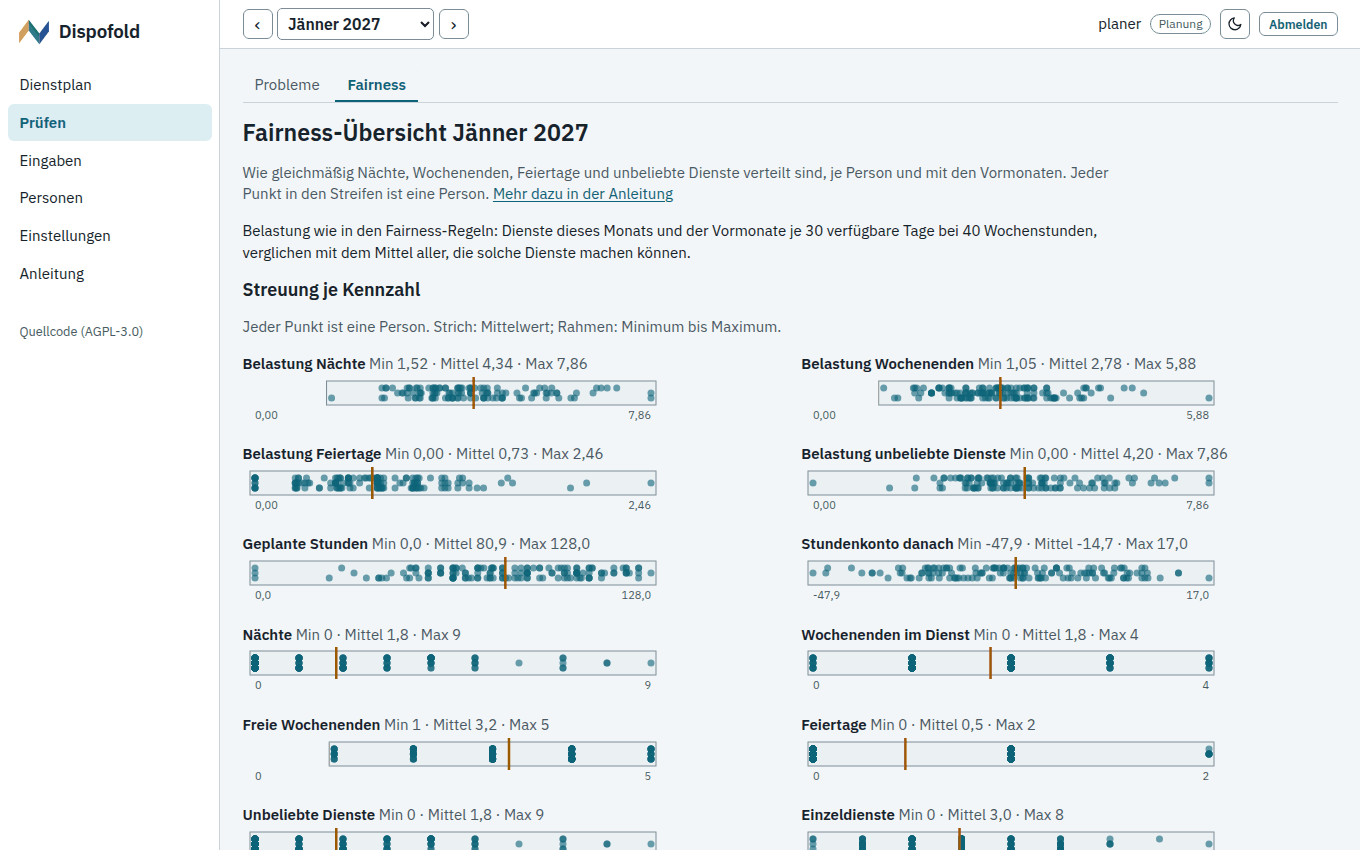 Dispofold
Dienstplan
Prüfen
Eingaben
Personen
Einstellungen
Anleitung
Quellcode (AGPL-3.0)
‹ Jänner 2027 ›
planer Planung Abmelden
Probleme Fairness
Fairness-Übersicht Jänner 2027
Wie gleichmäßig Nächte, Wochenenden, Feiertage und unbeliebte Dienste verteilt sind, je Person und mit den Vormonaten. Jeder
Punkt in den Streifen ist eine Person. Mehr dazu in der Anleitung
Belastung wie in den Fairness-Regeln: Dienste dieses Monats und der Vormonate je 30 verfügbare Tage bei 40 Wochenstunden,
verglichen mit dem Mittel aller, die solche Dienste machen können.
Streuung je Kennzahl
Jeder Punkt ist eine Person. Strich: Mittelwert; Rahmen: Minimum bis Maximum.
Belastung Nächte Min 1,52 · Mittel 4,34 · Max 7,86
0,00 7,86
Belastung Wochenenden Min 1,05 · Mittel 2,78 · Max 5,88
0,00 5,88
Belastung Feiertage Min 0,00 · Mittel 0,73 · Max 2,46
0,00 2,46
Belastung unbeliebte Dienste Min 0,00 · Mittel 4,20 · Max 7,86
0,00 7,86
Geplante Stunden Min 0,0 · Mittel 80,9 · Max 128,0
0,0 128,0
Stundenkonto danach Min -47,9 · Mittel -14,7 · Max 17,0
-47,9 17,0
Nächte Min 0 · Mittel 1,8 · Max 9
0 9
Wochenenden im Dienst Min 0 · Mittel 1,8 · Max 4
0 4
Freie Wochenenden Min 1 · Mittel 3,2 · Max 5
0 5
Feiertage Min 0 · Mittel 0,5 · Max 2
0 2
Unbeliebte Dienste Min 0 · Mittel 1,8 · Max 9
Einzeldienste Min 0 · Mittel 3,0 · Max 8